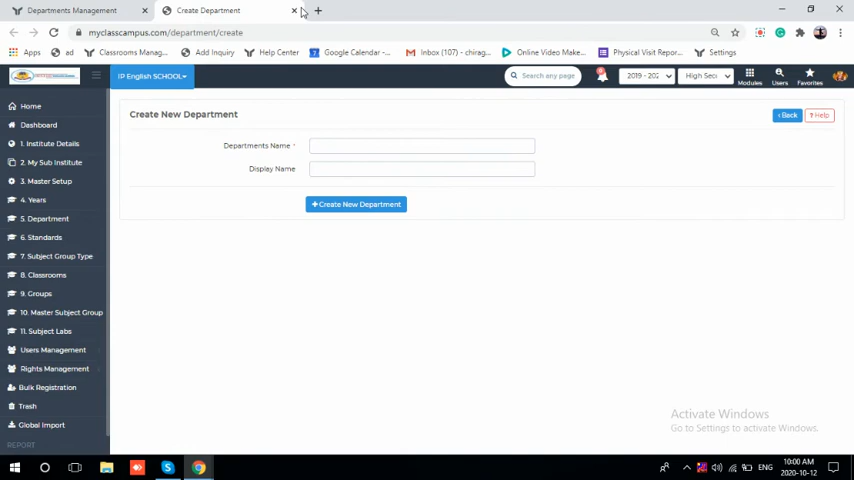 Departments Management
Create Department
myclasscampus.com/department/create
Apps
ad
Classrooms Manag...
Add Inquiry
Help Center
Google Calendar -...
Inbox (10) - chirag...
Online Video Make...
Physical Visit Repor...
Settings
IP English SCHOOL
Search any page
2019 - 202
High Sec
Modules
Users
Favorites
Home
Dashboard
1. Institute Details
2. My Sub Institute
3. Master Setup
4. Years
5. Department
6. Standards
7. Subject Group Type
8. Classrooms
9. Groups
10. Master Subject Group
11. Subject Labs
Users Management
Rights Management
Bulk Registration
Trash
Global Import
REPORT
Create New Department
Back
? Help
Departments Name *
Display Name
+Create New Department
Activate Windows
Go to Settings to activate Windows.
ENG
10:00 AM
2020-10-12